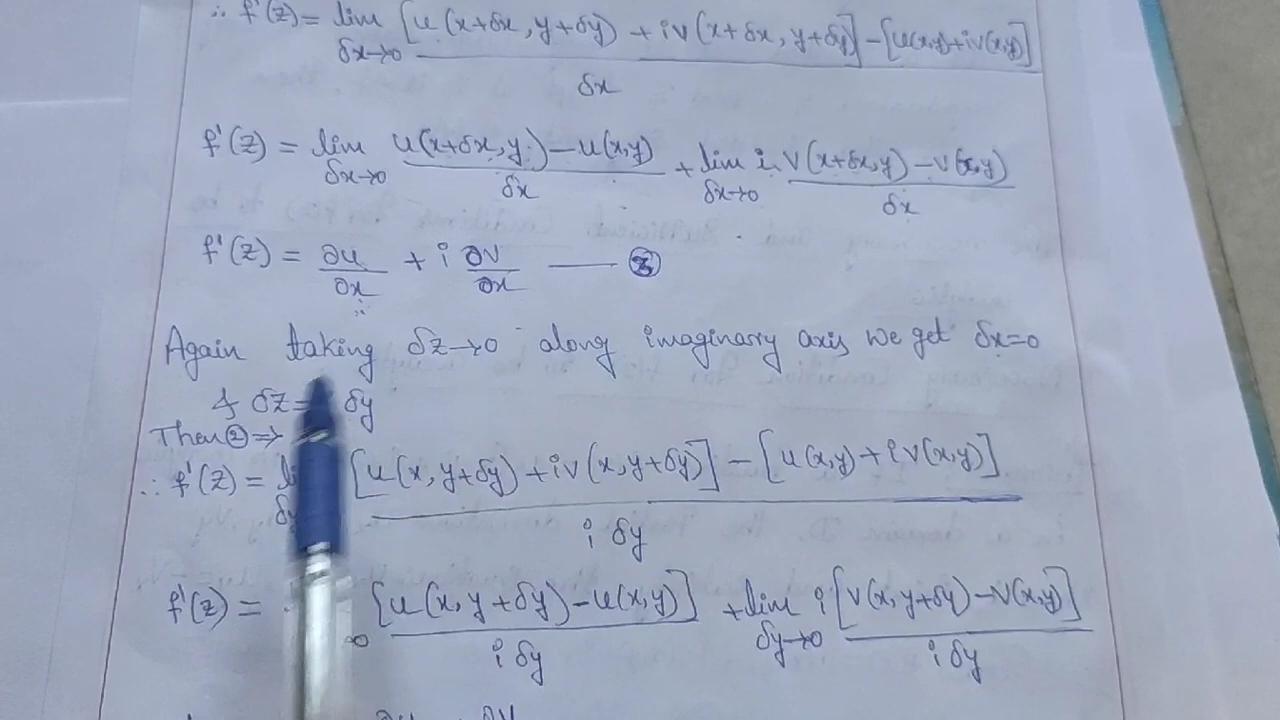 ∴ f'(z) = lim δx→0 [u(x+δx, y+δy) + iv(x+δx, y+δy)] − [u(x,y)+iv(x,y)] / δx
f'(z) = lim δx→0 u(x+δx, y) − u(x,y) / δx + lim δx→0 i v(x+δx,y) − v(x,y) / δx
f'(z) = ∂u/∂x + i ∂v/∂x —— ③
Again taking δz→0 along imaginary axis we get δx=0
& δz= δy
Then ② ⇒
∴ f'(z) = [u(x, y+δy) + iv(x, y+δy)] − [u(x,y) + iv(x,y)] / i δy
f'(z) = [u(x, y+δy) − u(x,y)] / i δy + lim δy→0 i [v(x, y+δy) − v(x,y)] / i δy